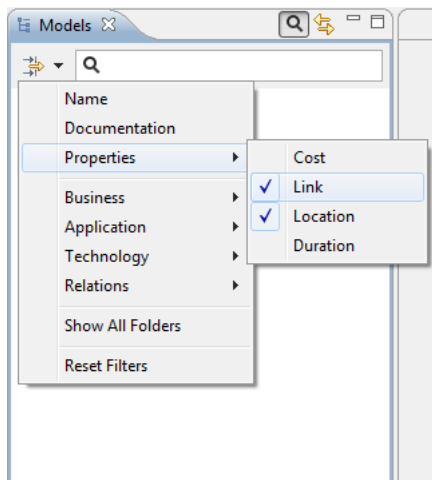 Models
Name
Documentation
Properties
Cost
Link
Location
Duration
Business
Application
Technology
Relations
Show All Folders
Reset Filters